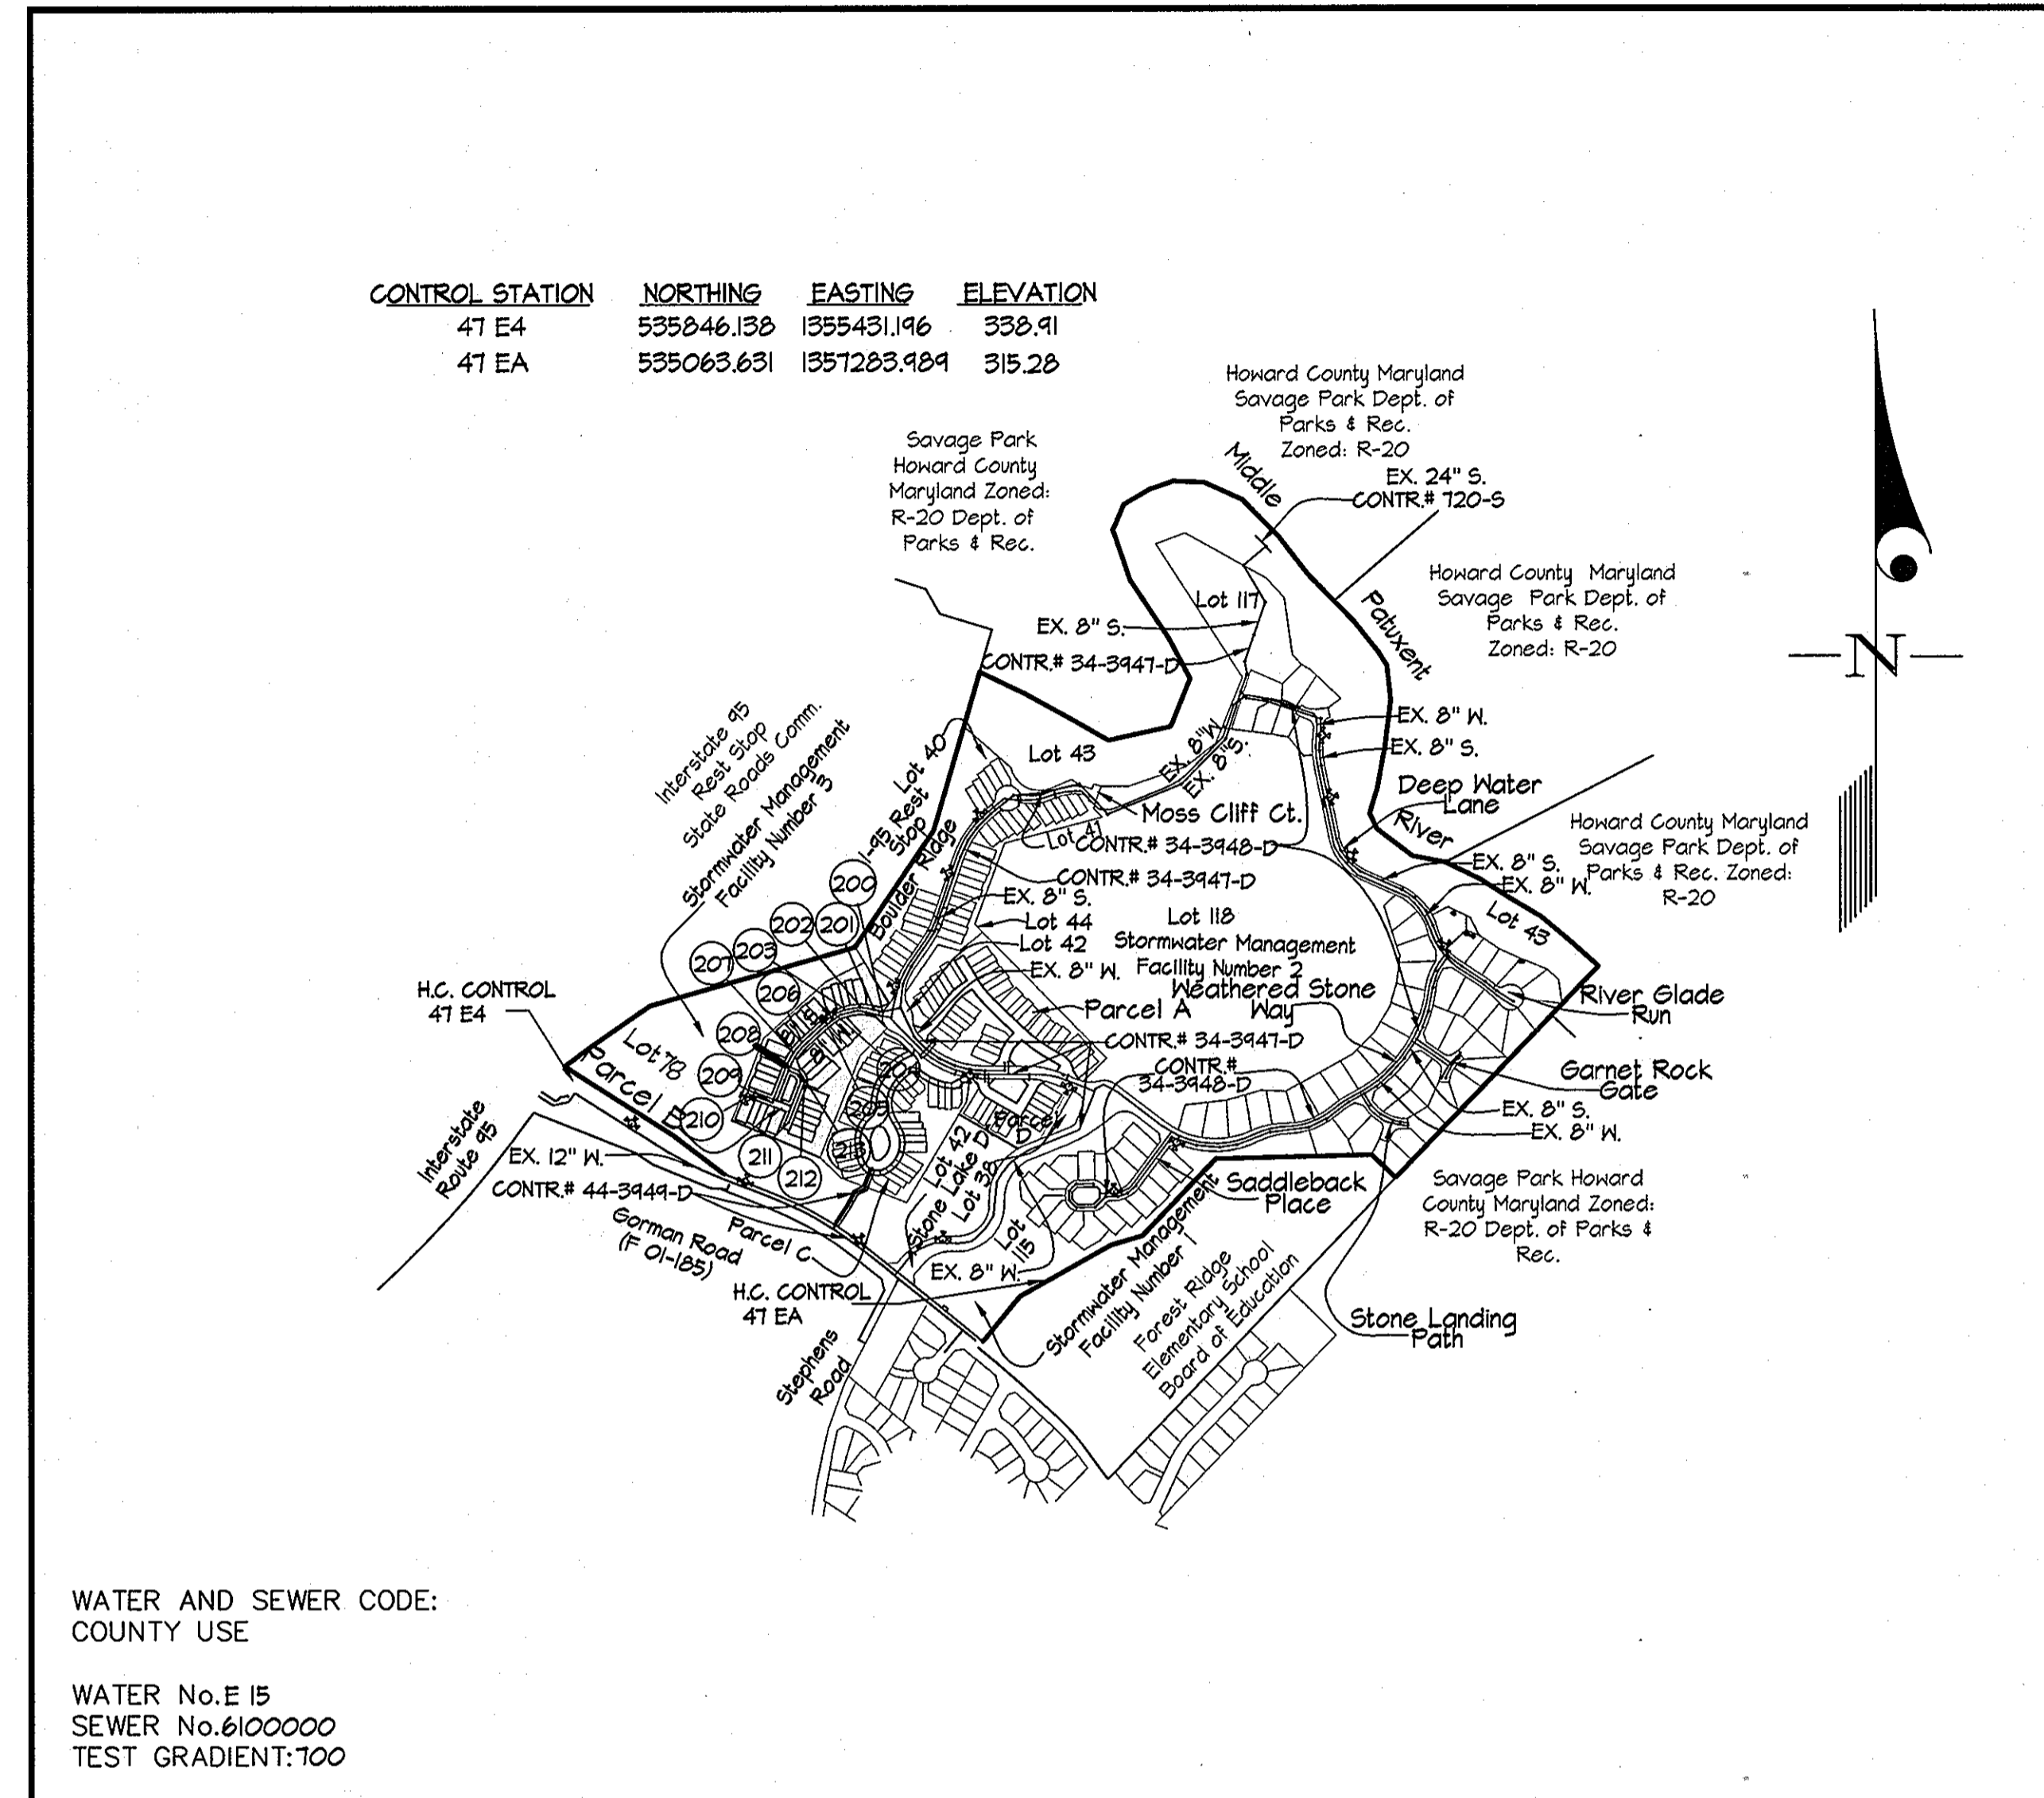 CONTROL STATION NORTHING EASTING ELEVATION
47 E4 535846.138 1355431.196 338.91
47 EA 535063.631 1357283.989 315.28
Howard County Maryland
Savage Park Dept. of
Parks & Rec.
Zoned: R-20
Savage Park
Howard County
Maryland Zoned:
R-20 Dept. of
Parks & Rec.
Middle
EX. 24" S.
CONTR.# 720-S
Howard County Maryland
Savage Park Dept. of
Parks & Rec.
Zoned: R-20
Patuxent
Lot 117
EX. 8" S.
CONTR.# 34-3947-D
N
Interstate 95
Rest Stop
State Roads Comm.
Stormwater Management
Facility Number 3
Lot 40
I-95 Rest
Stop
Lot 43
EX. 8"W.
EX. 8"S.
EX. 8" W.
EX. 8" S.
Deep Water
Lane
River
Moss Cliff Ct.
Lot 41
CONTR.# 34-3948-D
Howard County Maryland
Savage Park Dept. of
Parks & Rec. Zoned:
R-20
EX. 8" S.
EX. 8" W.
Boulder Ridge
CONTR.# 34-3947-D
EX. 8" S.
Lot 44
Lot 42
EX. 8" W.
Lot 118
Stormwater Management
Facility Number 2
Weathered Stone
Way
Parcel A
Lot 43
200
201
202
203
207
206
208
209
210
211
212
213
204
205
H.C. CONTROL
47 E4
Lot 78
Parcel B
8" S.
8" W.
CONTR.# 34-3947-D
CONTR.#
34-3948-D
River Glade
Run
Garnet Rock
Gate
EX. 8" S.
EX. 8" W.
Interstate
Route 95
EX. 12" W.
CONTR.# 44-3949-D
Gorman Road
(F 01-185)
Parcel C
Parcel
D
Lot 42
Stone Lake D
Lot 38
Lot
115
EX. 8" W.
Saddleback
Place
Savage Park Howard
County Maryland Zoned:
R-20 Dept. of Parks &
Rec.
H.C. CONTROL
47 EA
Stormwater Management
Facility Number 1
Forest Ridge
Elementary School
Board of Education
Stone Landing
Path
Stephens
Road
WATER AND SEWER CODE:
COUNTY USE
WATER No.E 15
SEWER No.6100000
TEST GRADIENT:700